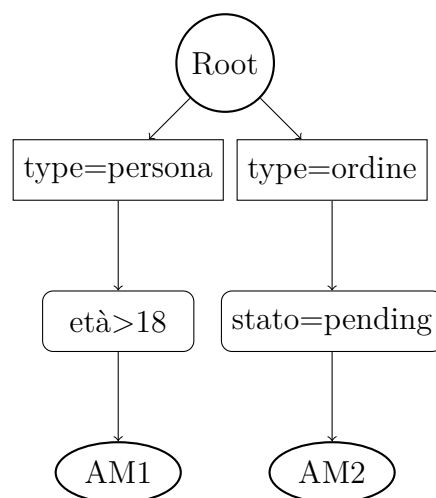 Root
type=persona
type=ordine
età>18
stato=pending
AM1
AM2